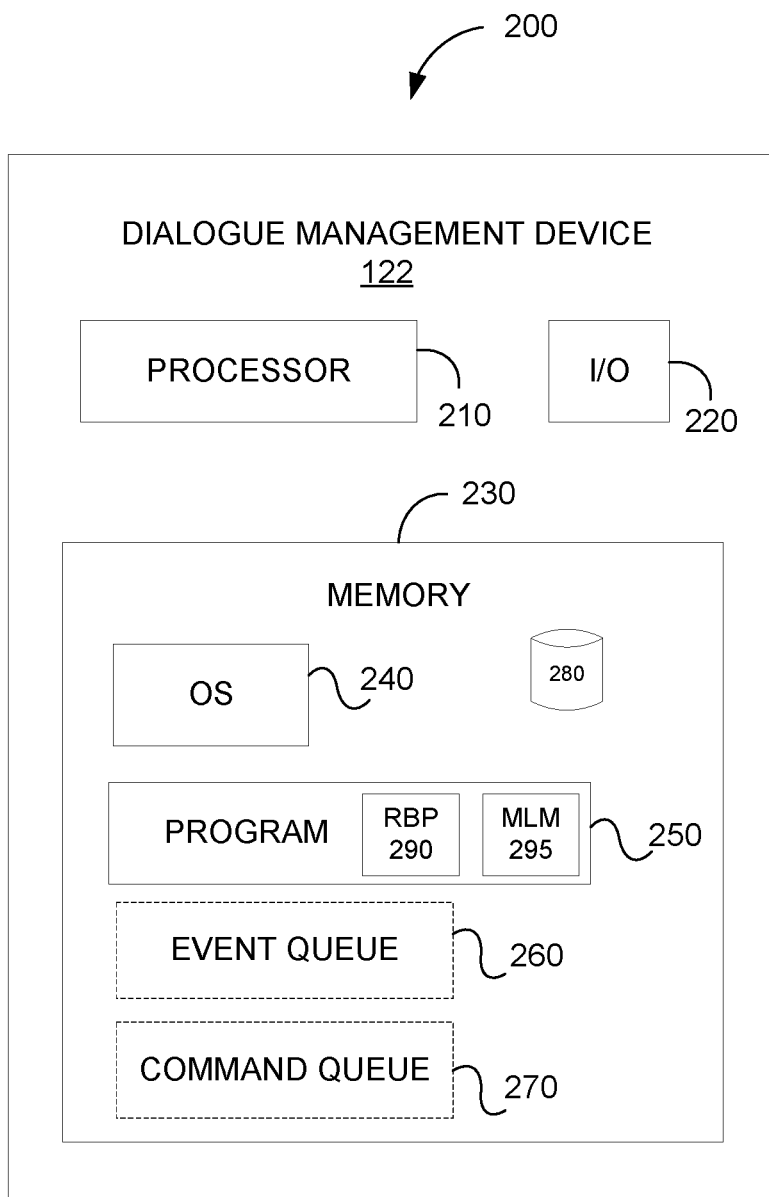 200
DIALOGUE MANAGEMENT DEVICE
122
PROCESSOR
210
I/O
220
230
MEMORY
OS
240
280
PROGRAM
RBP
290
MLM
295
250
EVENT QUEUE
260
COMMAND QUEUE
270